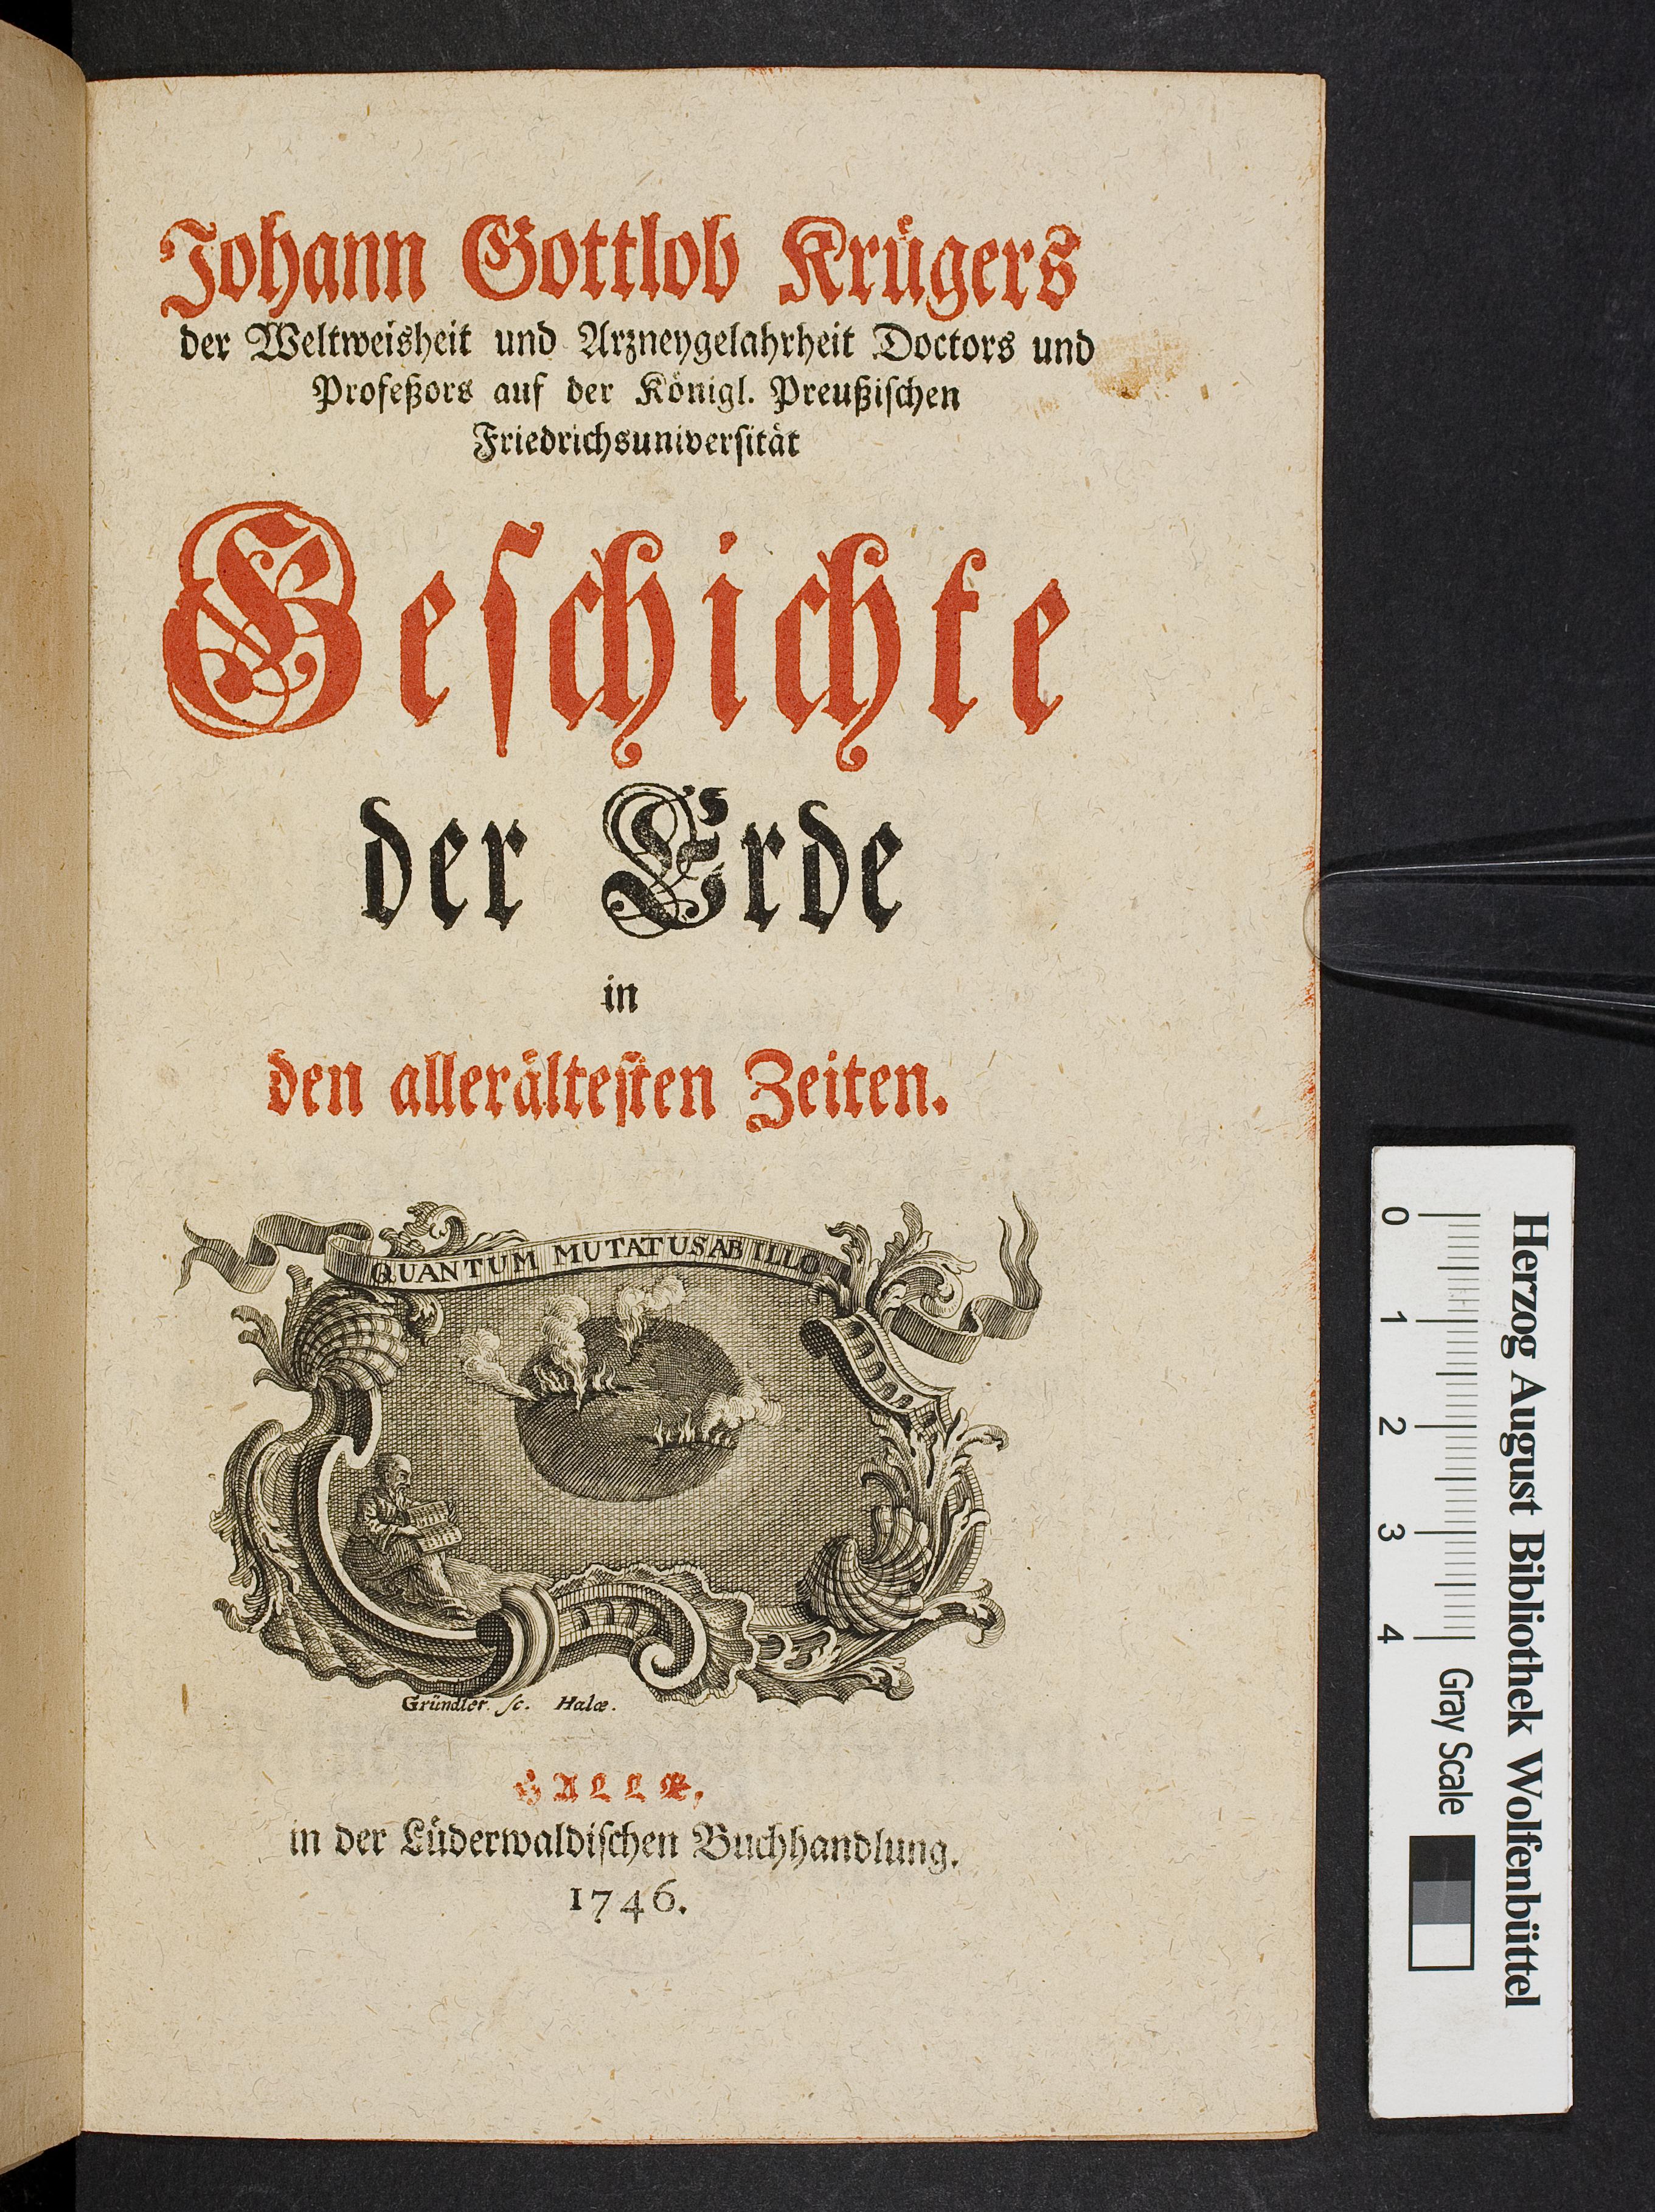 Johann Gottlob Krügers
der Weltweisheit und Arzneygelahrheit Doctors und
Profeßors auf der Königl. Preußiſchen
Friedrichsuniverſität
Geſchichte
der Erde
in
den allerälteſten Zeiten.
QUANTUM MUTATUS AB ILLO
Gründler. ſc. Halæ.
HALLE,
in der Lüderwaldiſchen Buchhandlung.
1746.
Herzog August Bibliothek Wolfenbüttel
0 1 2 3 4 Gray Scale